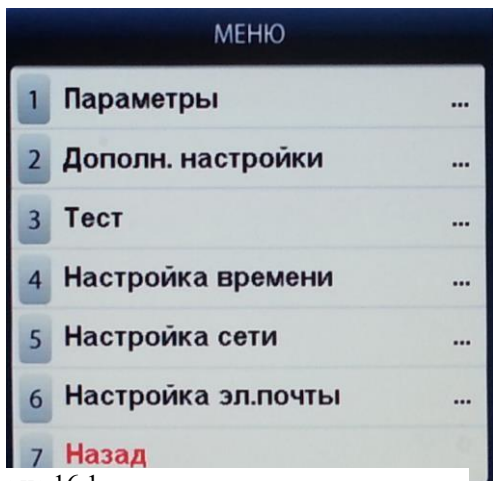 МЕНЮ
1 Параметры ...
2 Дополн. настройки ...
3 Тест ...
4 Настройка времени ...
5 Настройка сети ...
6 Настройка эл.почты ...
7 Назад